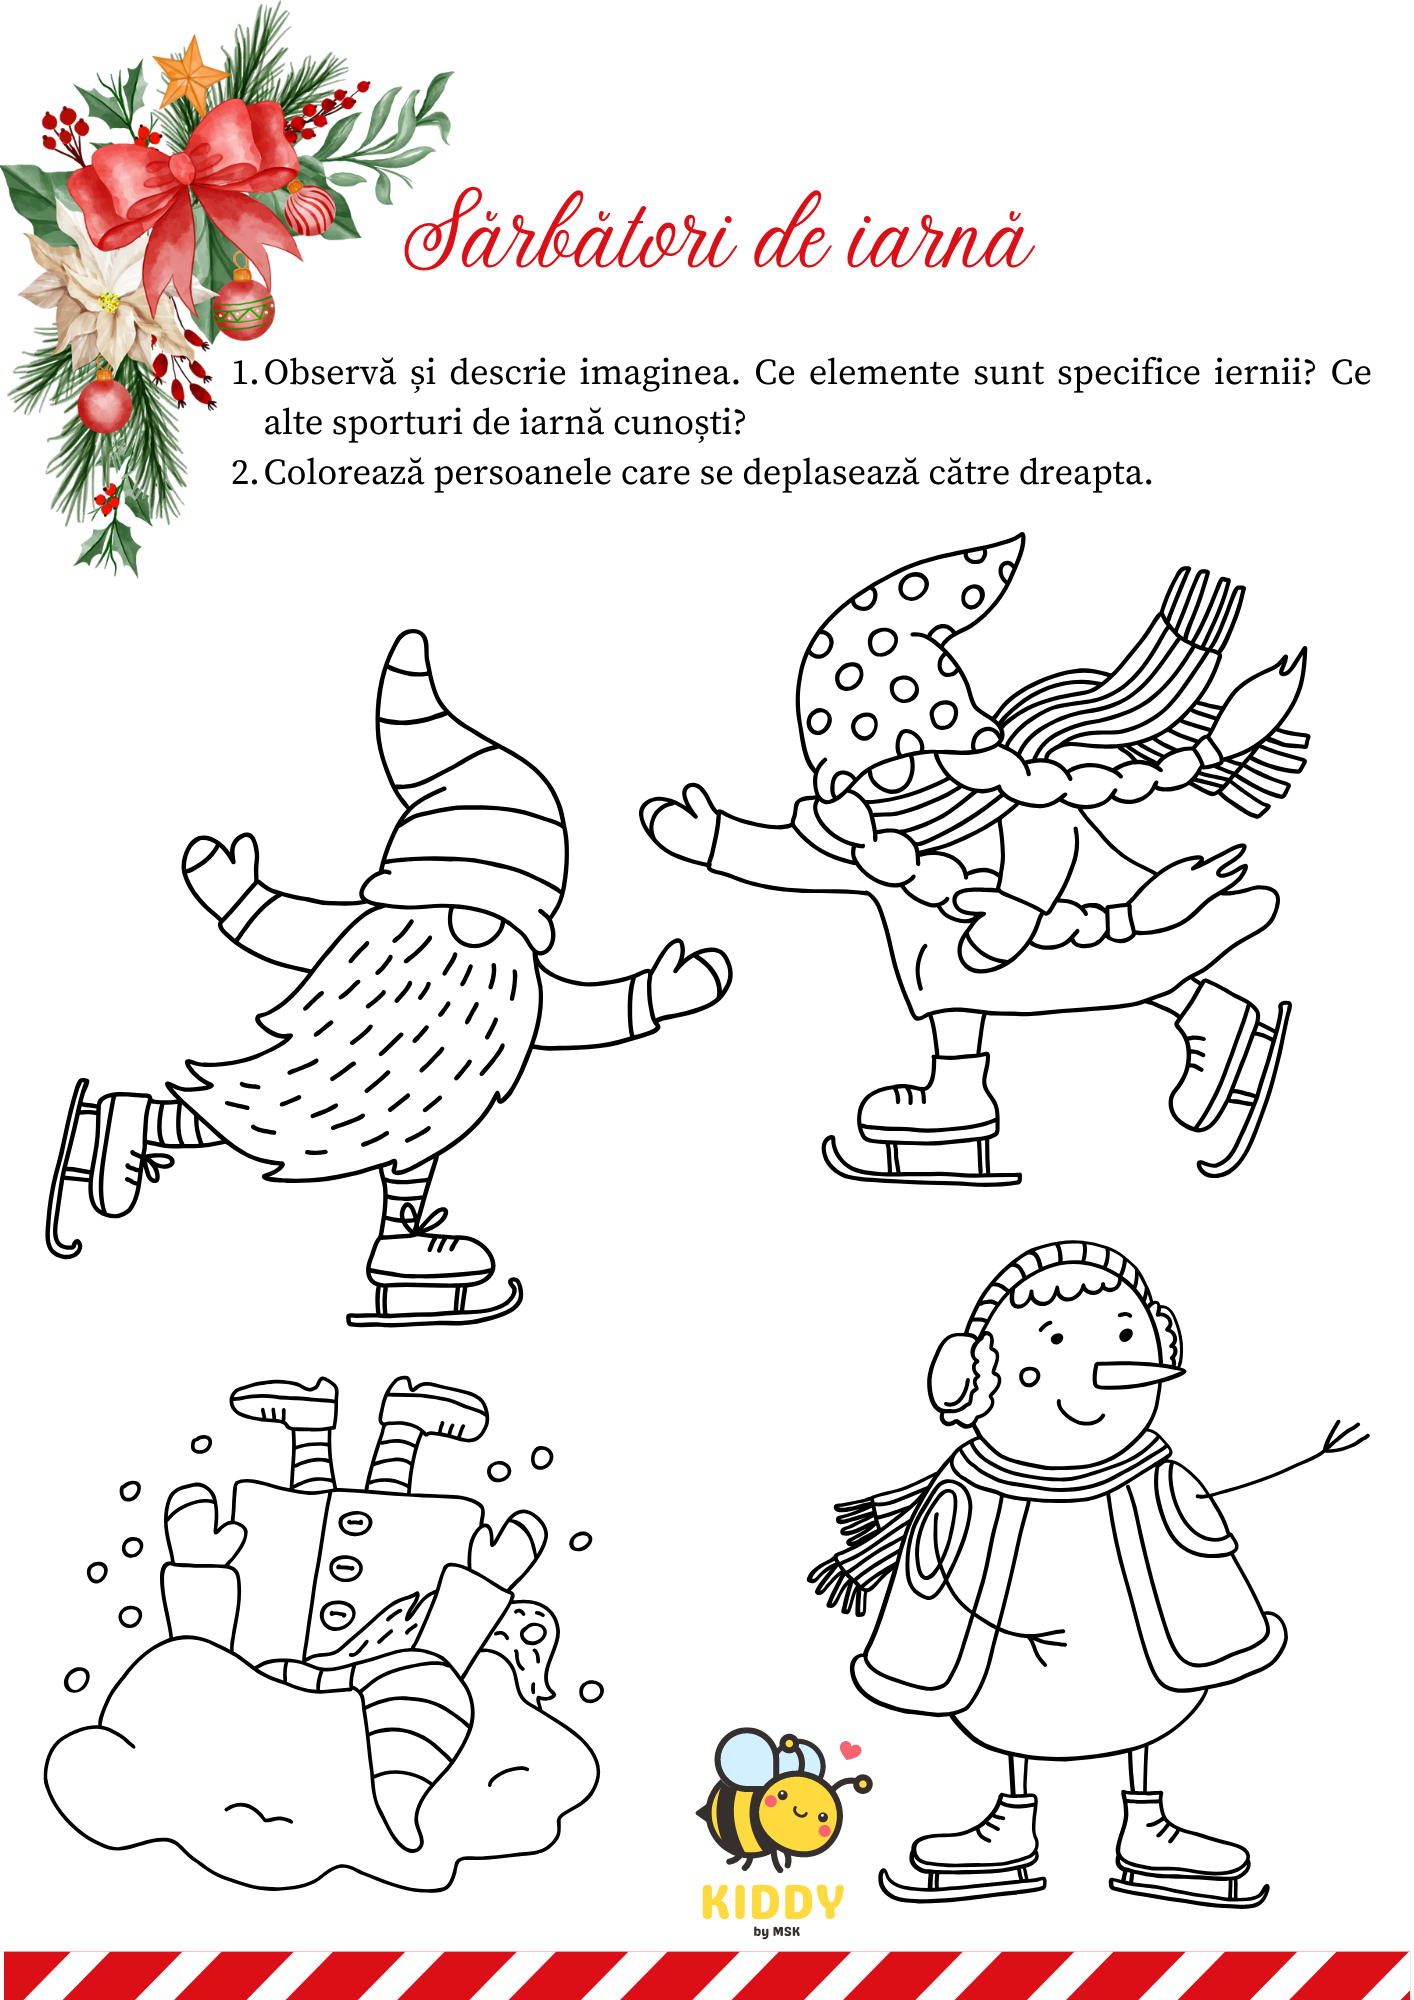 Sărbători de iarnă
1. Observă și descrie imaginea. Ce elemente sunt specifice iernii? Ce
alte sporturi de iarnă cunoști?
2. Colorează persoanele care se deplasează către dreapta.
KIDDY
by MSK